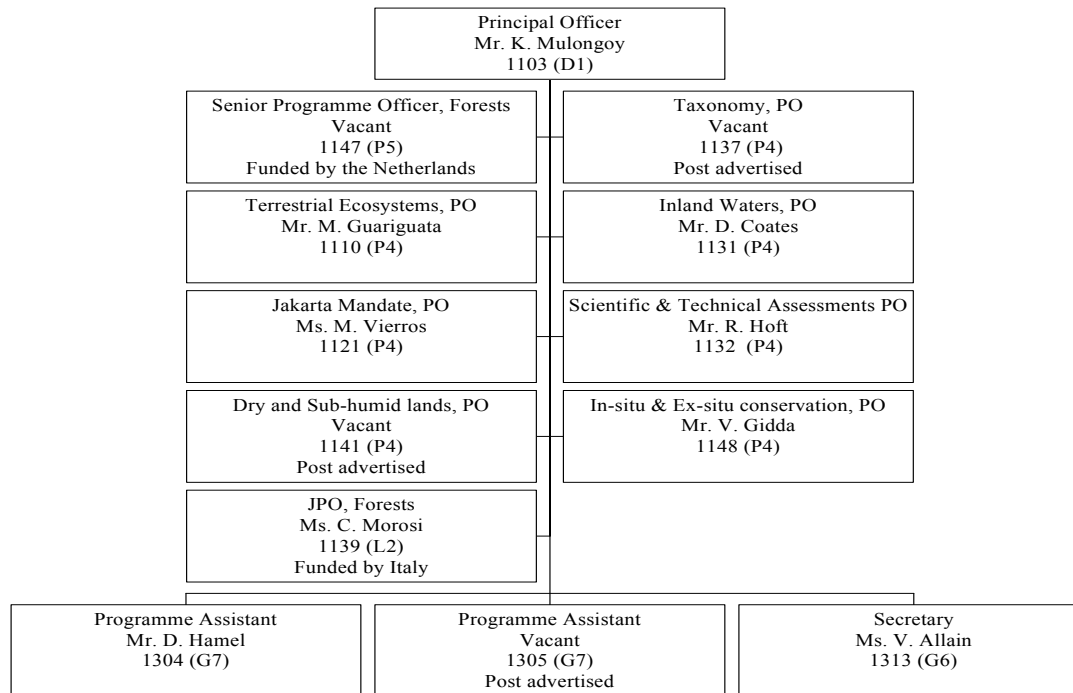 Principal Officer
Mr. K. Mulongoy
1103 (D1)
Senior Programme Officer, Forests
Vacant
1147 (P5)
Funded by the Netherlands
Taxonomy, PO
Vacant
1137 (P4)
Post advertised
Terrestrial Ecosystems, PO
Mr. M. Guariguata
1110 (P4)
Inland Waters, PO
Mr. D. Coates
1131 (P4)
Jakarta Mandate, PO
Ms. M. Vierros
1121 (P4)
Scientific & Technical Assessments PO
Mr. R. Hoft
1132 (P4)
Dry and Sub-humid lands, PO
Vacant
1141 (P4)
Post advertised
In-situ & Ex-situ conservation, PO
Mr. V. Gidda
1148 (P4)
JPO, Forests
Ms. C. Morosi
1139 (L2)
Funded by Italy
Programme Assistant
Mr. D. Hamel
1304 (G7)
Programme Assistant
Vacant
1305 (G7)
Post advertised
Secretary
Ms. V. Allain
1313 (G6)